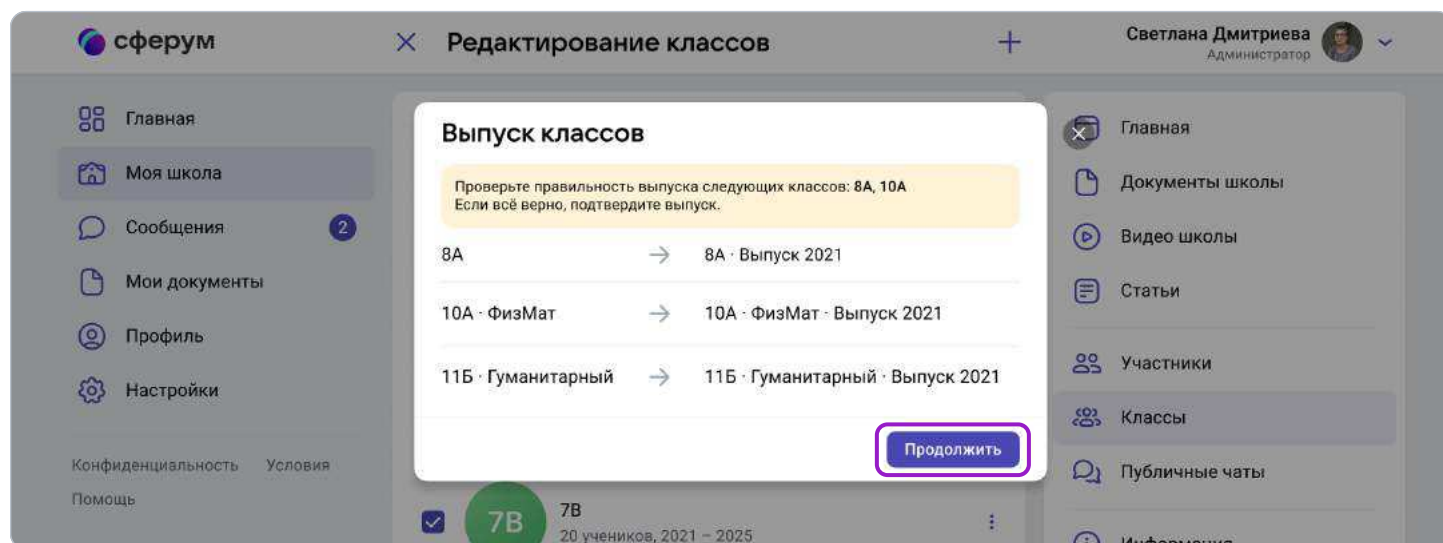 сферум
Редактирование классов
Светлана Дмитриева
Администратор
Главная
Моя школа
Сообщения
2
Мои документы
Профиль
Настройки
Конфиденциальность Условия
Помощь
Выпуск классов
Проверьте правильность выпуска следующих классов: 8А, 10А
Если всё верно, подтвердите выпуск.
8А 8А · Выпуск 2021
10А · ФизМат 10А · ФизМат · Выпуск 2021
11Б · Гуманитарный 11Б · Гуманитарный · Выпуск 2021
Продолжить
7В
7В
20 учеников, 2021 – 2025
Главная
Документы школы
Видео школы
Статьи
Участники
Классы
Публичные чаты
Информация